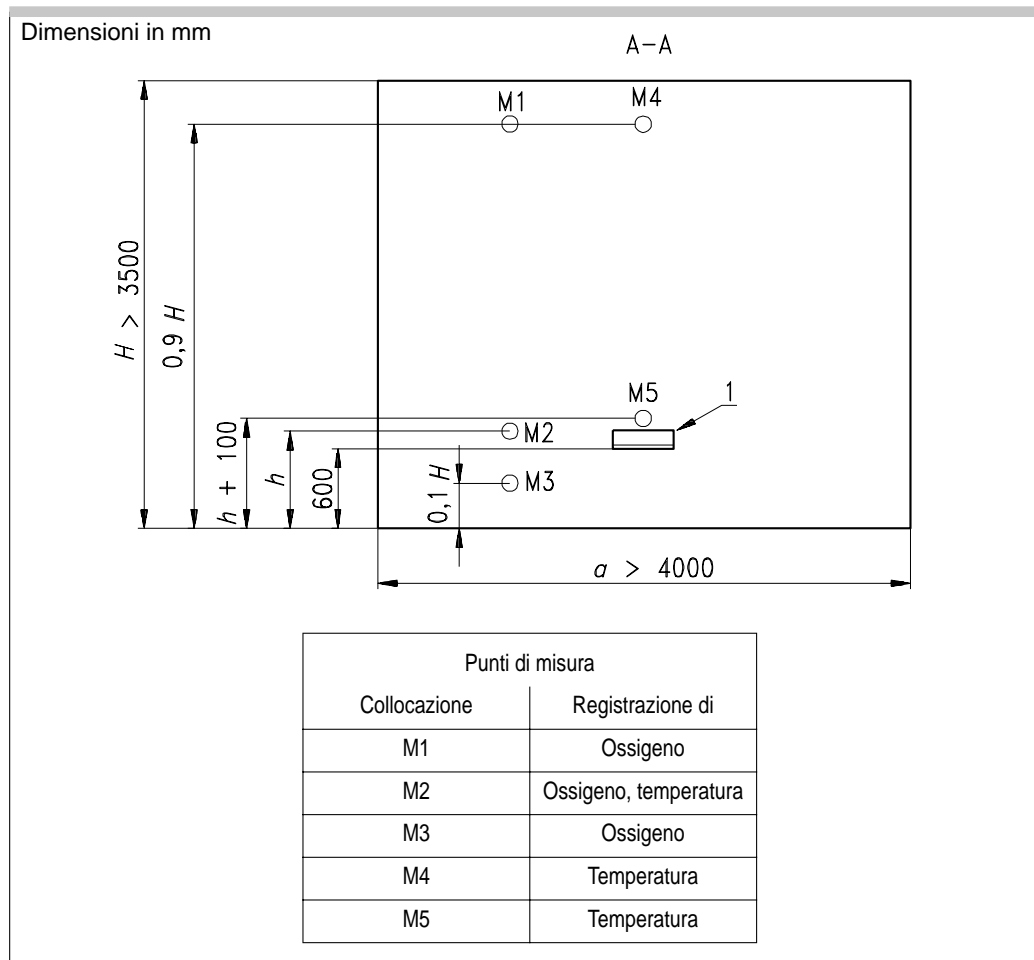 Dimensioni in mm
A-A
M1 M4
H > 3500
0,9 H
M5 1
h + 100
h
M2
600
0,1 H
M3
a > 4000
Punti di misura
Collocazione Registrazione di
M1 Ossigeno
M2 Ossigeno, temperatura
M3 Ossigeno
M4 Temperatura
M5 Temperatura